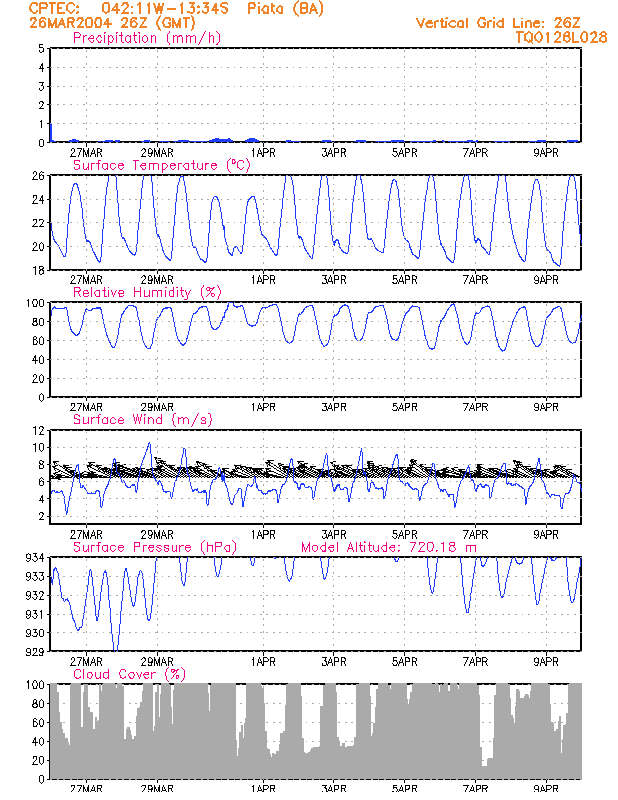 CPTEC: 042:11W-13:34S Piata (BA)
26MAR2004 26Z (GMT) Vertical Grid Line: 26Z
Precipitation (mm/h) TQ0126L028
5
4
3
2
1
0
27MAR 29MAR 1APR 3APR 5APR 7APR 9APR
Surface Temperature (ºC)
26
24
22
20
18
27MAR 29MAR 1APR 3APR 5APR 7APR 9APR
Relative Humidity (%)
100
80
60
40
20
0
27MAR 29MAR 1APR 3APR 5APR 7APR 9APR
Surface Wind (m/s)
12
10
8
6
4
2
27MAR 29MAR 1APR 3APR 5APR 7APR 9APR
Surface Pressure (hPa) Model Altitude: 720.18 m
934
933
932
931
930
929
27MAR 29MAR 1APR 3APR 5APR 7APR 9APR
Cloud Cover (%)
100
80
60
40
20
0
27MAR 29MAR 1APR 3APR 5APR 7APR 9APR